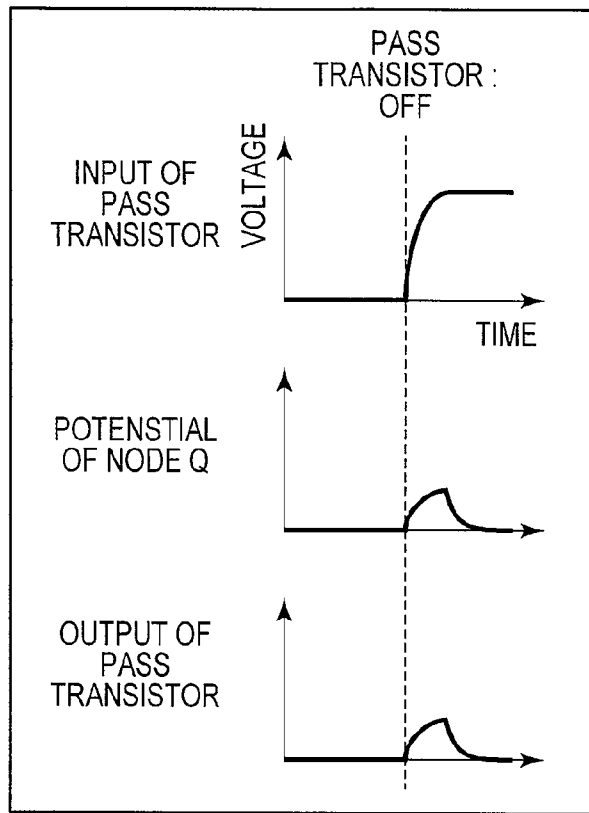 PASS
TRANSISTOR :
OFF
INPUT OF
PASS
TRANSISTOR
VOLTAGE
TIME
POTENSTIAL
OF NODE Q
OUTPUT OF
PASS
TRANSISTOR